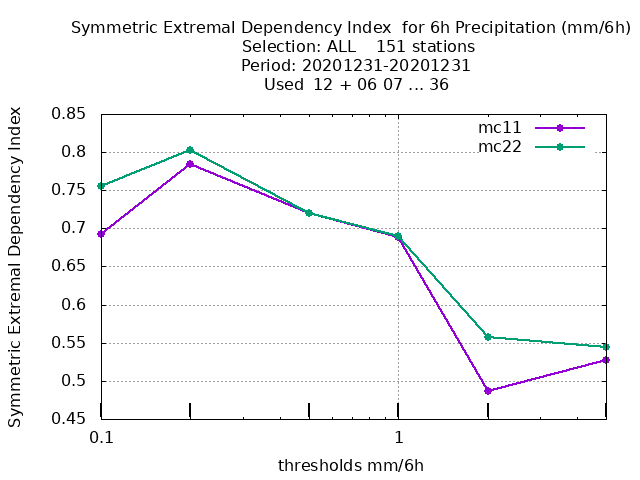 Symmetric Extremal Dependency Index  for 6h Precipitation (mm/6h)
Selection: ALL    151 stations
Period: 20201231-20201231
Used  12 + 06 07 ... 36
Symmetric Extremal Dependency Index
0.85
0.8
0.75
0.7
0.65
0.6
0.55
0.5
0.45
mc11
mc22
0.1
1
thresholds mm/6h